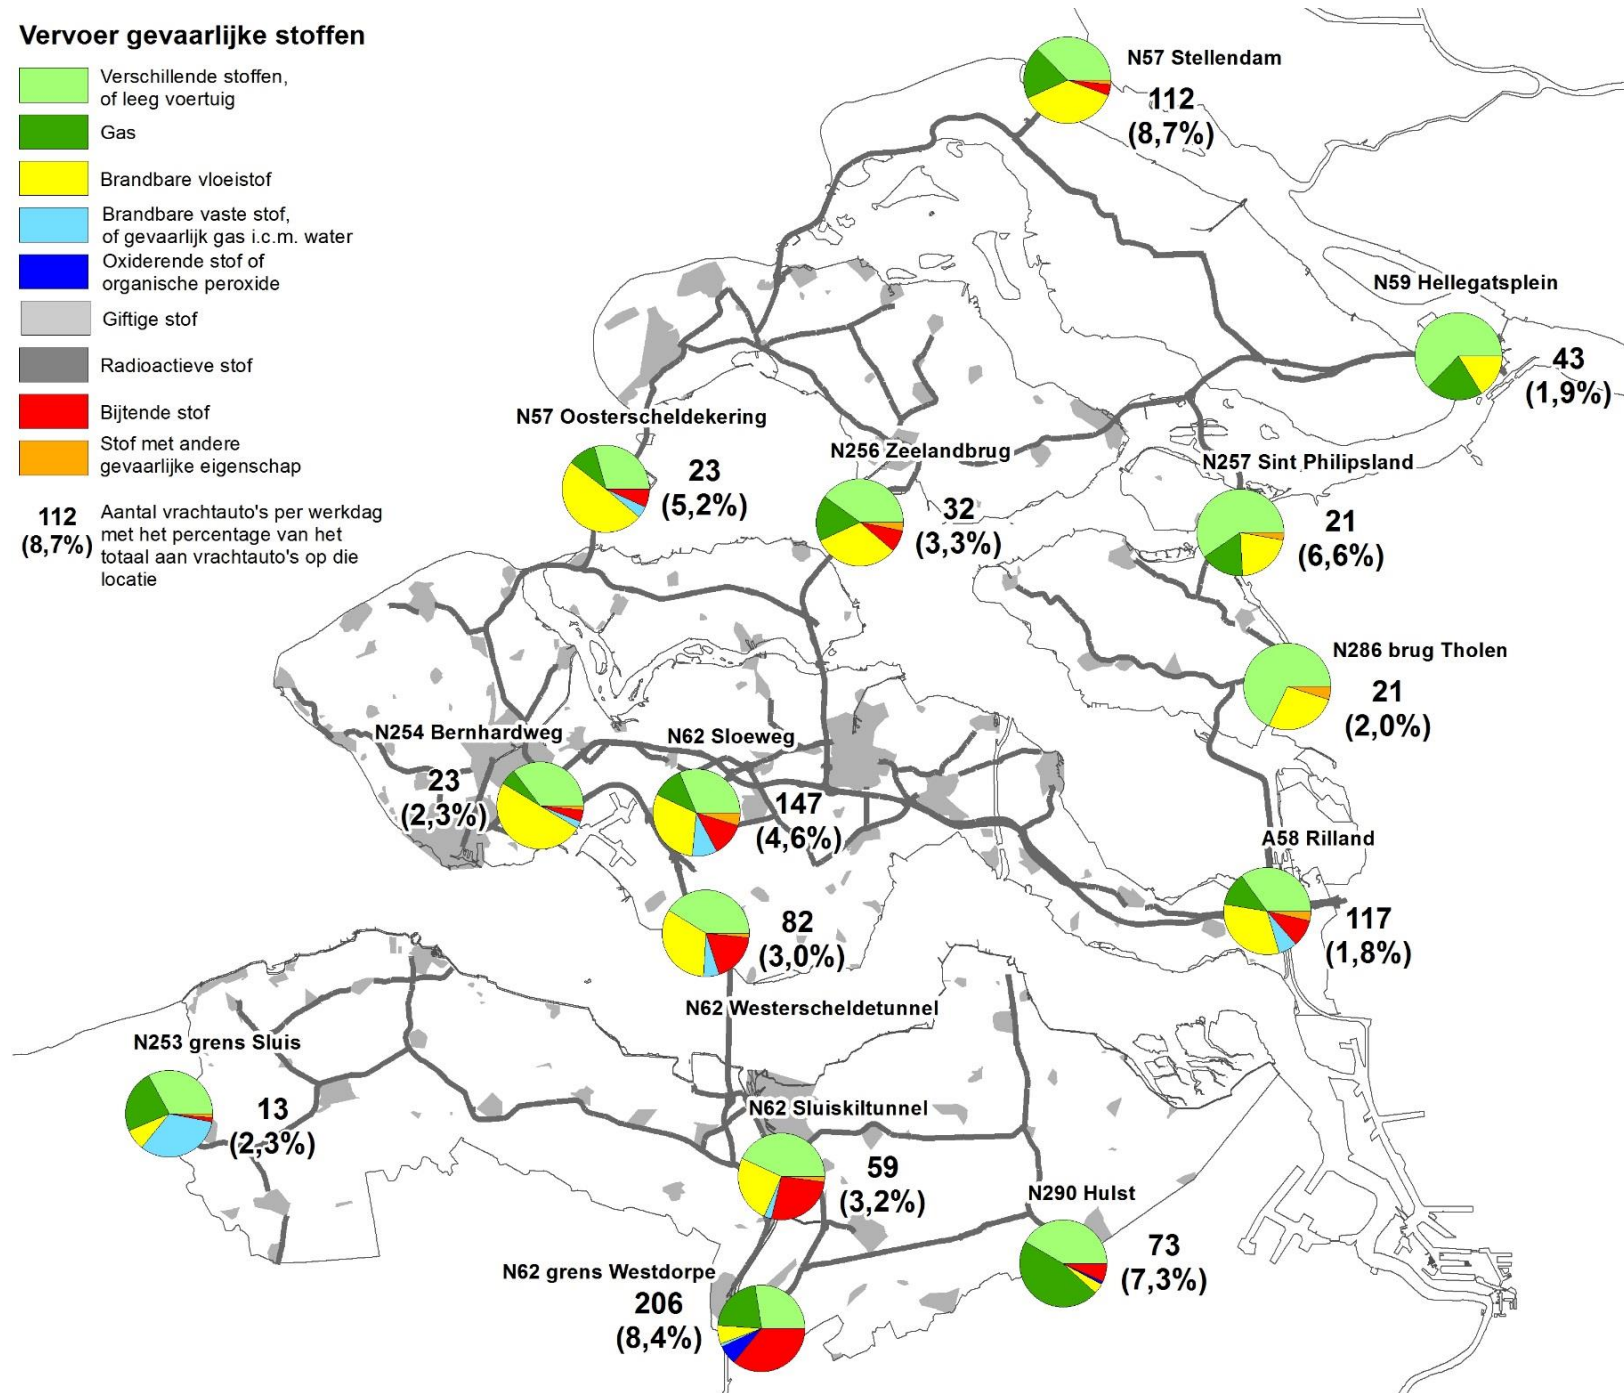 Vervoer gevaarlijke stoffen
Verschillende stoffen,
of leeg voertuig
Gas
Brandbare vloeistof
Brandbare vaste stof,
of gevaarlijk gas i.c.m. water
Oxiderende stof of
organische peroxide
Giftige stof
Radioactieve stof
Bijtende stof
Stof met andere
gevaarlijke eigenschap
112
(8,7%)
Aantal vrachtauto's per werkdag
met het percentage van het
totaal aan vrachtauto's op die
locatie
N57 Stellendam
112
(8,7%)
N59 Hellegatsplein
43
(1,9%)
N57 Oosterscheldekering
23
(5,2%)
N256 Zeelandbrug
32
(3,3%)
N257 Sint Philipsland
21
(6,6%)
N286 brug Tholen
21
(2,0%)
N254 Bernhardweg
23
(2,3%)
N62 Sloeweg
147
(4,6%)
A58 Rilland
117
(1,8%)
82
(3,0%)
N62 Westerscheldetunnel
N253 grens Sluis
13
(2,3%)
N62 Sluiskiltunnel
59
(3,2%)
N290 Hulst
73
(7,3%)
N62 grens Westdorpe
206
(8,4%)